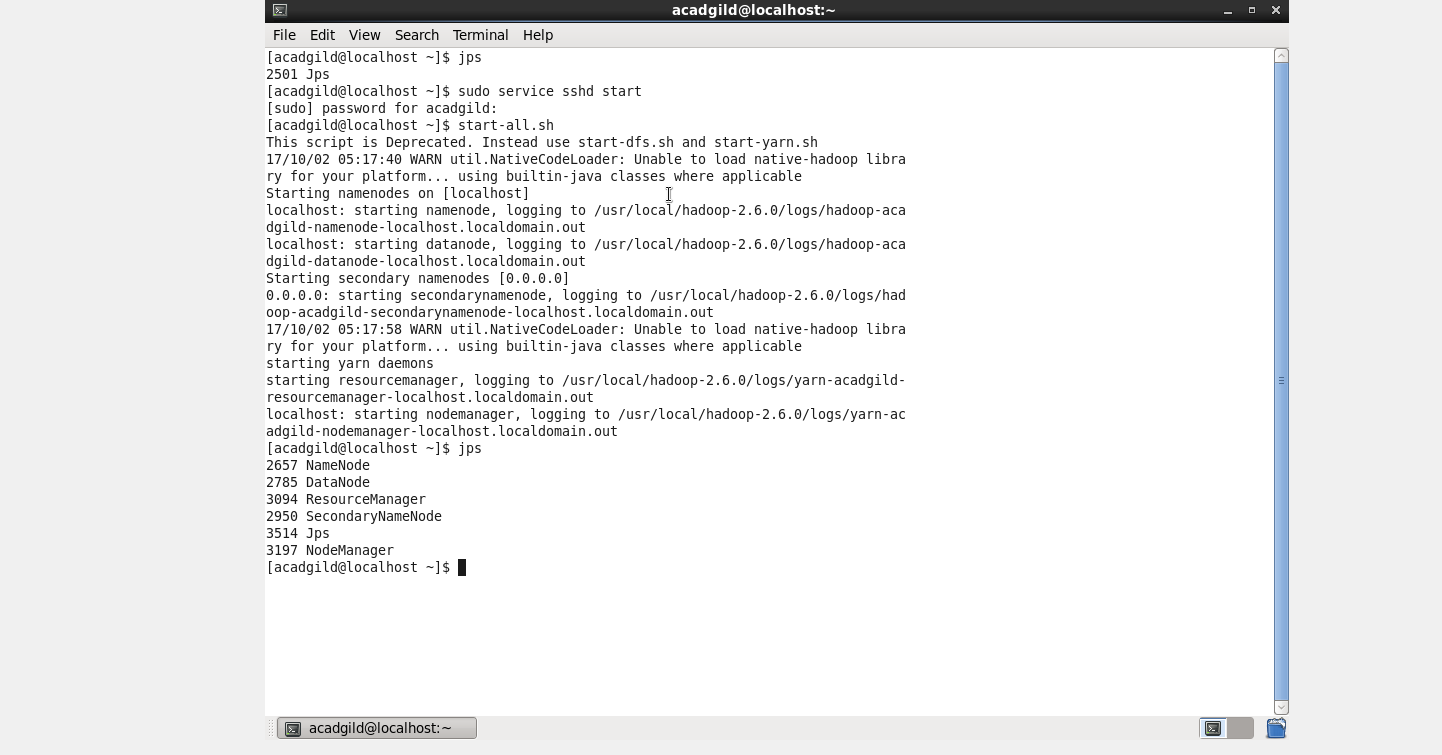 acadgild@localhost:~
File Edit View Search Terminal Help
[acadgild@localhost ~]$ jps
2501 Jps
[acadgild@localhost ~]$ sudo service sshd start
[sudo] password for acadgild:
[acadgild@localhost ~]$ start-all.sh
This script is Deprecated. Instead use start-dfs.sh and start-yarn.sh
17/10/02 05:17:40 WARN util.NativeCodeLoader: Unable to load native-hadoop libra
ry for your platform... using builtin-java classes where applicable
Starting namenodes on [localhost]
localhost: starting namenode, logging to /usr/local/hadoop-2.6.0/logs/hadoop-aca
dgild-namenode-localhost.localdomain.out
localhost: starting datanode, logging to /usr/local/hadoop-2.6.0/logs/hadoop-aca
dgild-datanode-localhost.localdomain.out
Starting secondary namenodes [0.0.0.0]
0.0.0.0: starting secondarynamenode, logging to /usr/local/hadoop-2.6.0/logs/had
oop-acadgild-secondarynamenode-localhost.localdomain.out
17/10/02 05:17:58 WARN util.NativeCodeLoader: Unable to load native-hadoop libra
ry for your platform... using builtin-java classes where applicable
starting yarn daemons
starting resourcemanager, logging to /usr/local/hadoop-2.6.0/logs/yarn-acadgild-
resourcemanager-localhost.localdomain.out
localhost: starting nodemanager, logging to /usr/local/hadoop-2.6.0/logs/yarn-ac
adgild-nodemanager-localhost.localdomain.out
[acadgild@localhost ~]$ jps
2657 NameNode
2785 DataNode
3094 ResourceManager
2950 SecondaryNameNode
3514 Jps
3197 NodeManager
[acadgild@localhost ~]$
acadgild@localhost:~